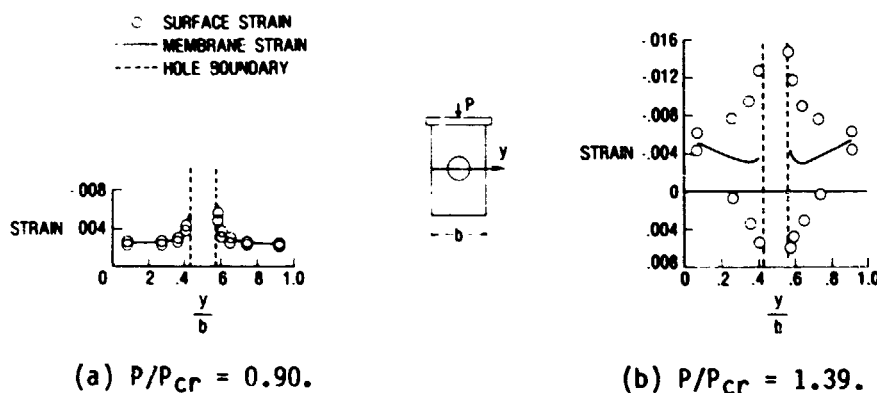 SURFACE STRAIN
MEMBRANE STRAIN
HOLE BOUNDARY
.008
STRAIN .004
0 .2 .4 .6 .8 1.0
y
b
P
y
b
-.016
-.012
-.008
STRAIN -.004
0
.004
.008
0 .2 .4 .6 .8 1.0
y
b
(a) P/Pcr = 0.90.
(b) P/Pcr = 1.39.